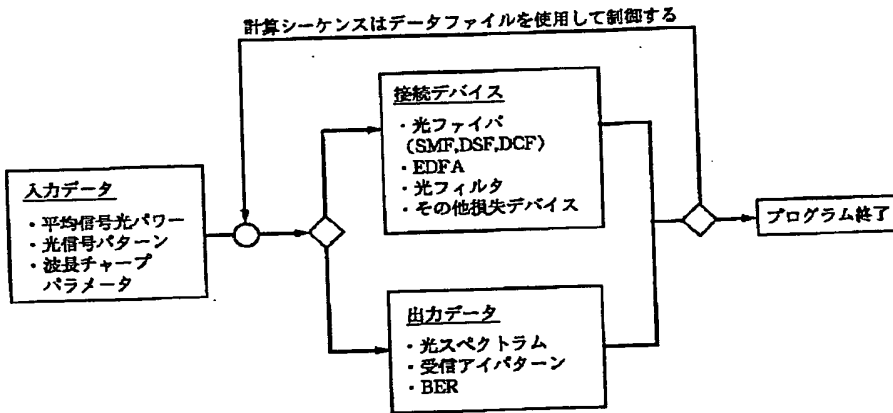 計算シーケンスはデータファイルを使用して制御する
接続デバイス
・光ファイバ
(SMF,DSF,DCF)
・EDFA
・光フィルタ
・その他損失デバイス
入力データ
・平均信号光パワー
・光信号パターン
・波長チャープ
パラメータ
プログラム終了
出力データ
・光スペクトラム
・受信アイパターン
・BER